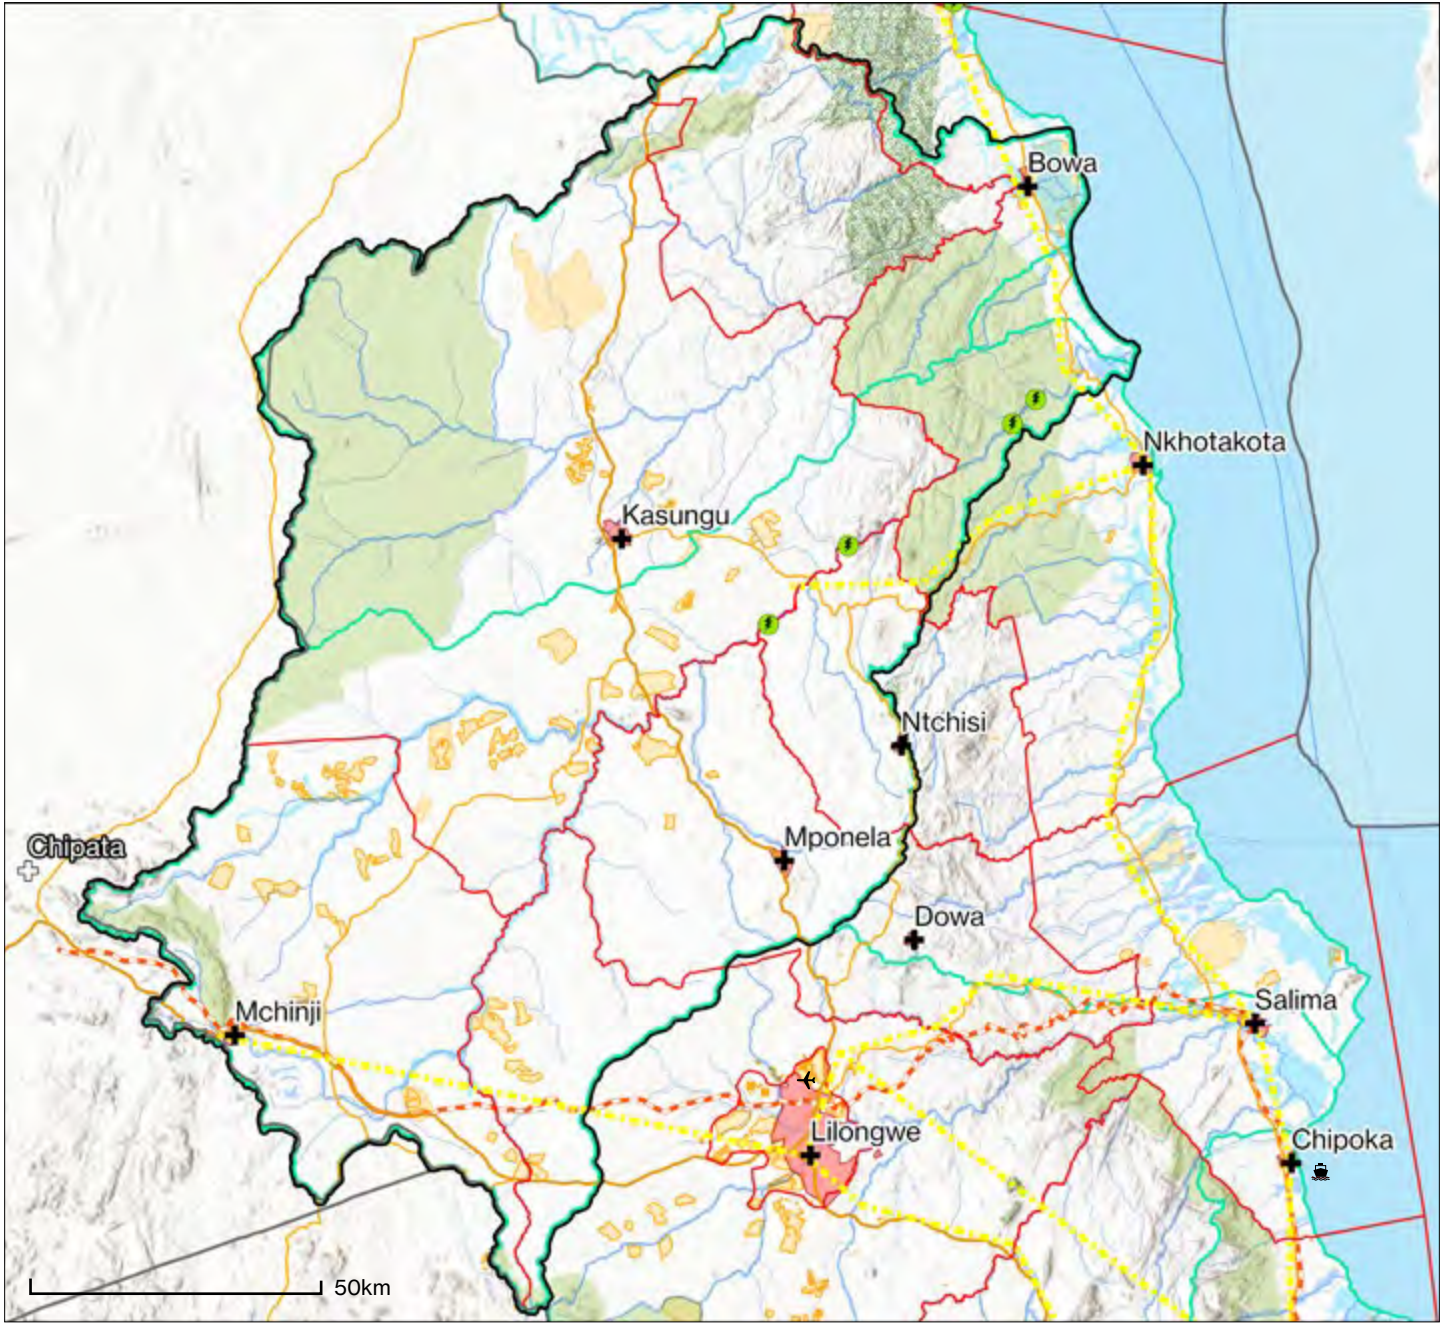 Bowa
Nkhotakota
Kasungu
Ntchisi
Mponela
Chipata
Dowa
Mchinji
Salima
Lilongwe
Chipoka
50km